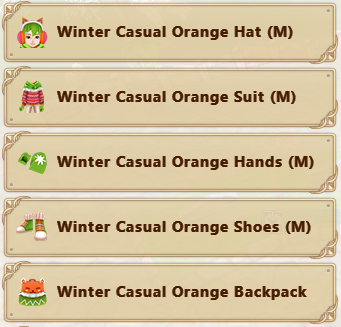 Winter Casual Orange Hat (M)
Winter Casual Orange Suit (M)
Winter Casual Orange Hands (M)
Winter Casual Orange Shoes (M)
Winter Casual Orange Backpack